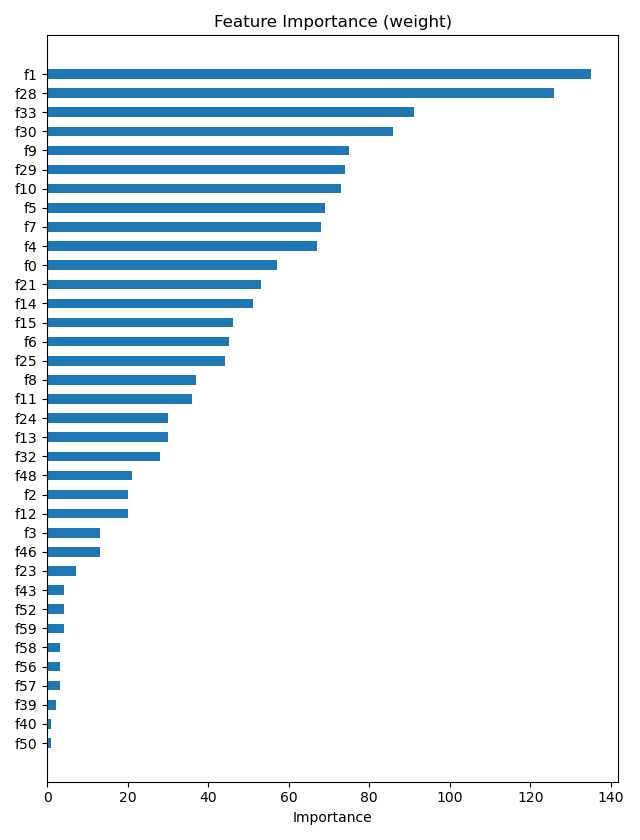 Feature Importance (weight)
f1
f28
f33
f30
f9
f29
f10
f5
f7
f4
f0
f21
f14
f15
f6
f25
f8
f11
f24
f13
f32
f48
f2
f12
f3
f46
f23
f43
f52
f59
f58
f56
f57
f39
f40
f50
0 20 40 60 80 100 120 140
Importance